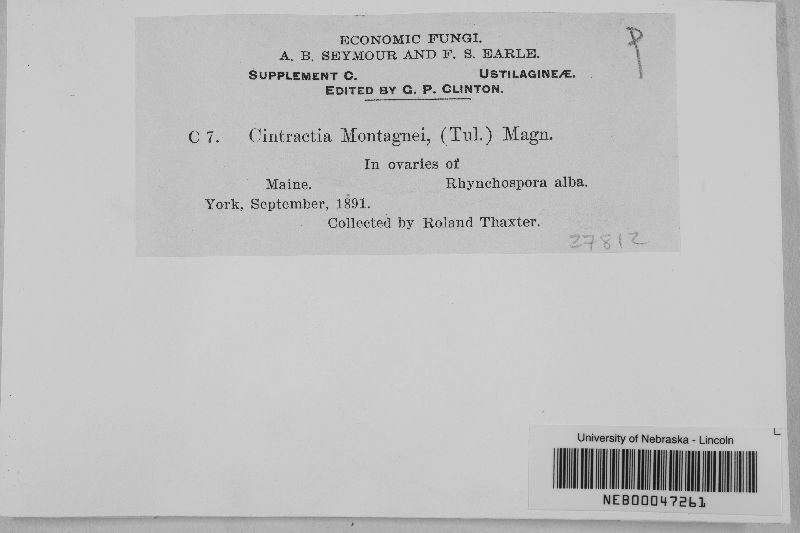 ECONOMIC FUNGI.
A. B. SEYMOUR AND F. S. EARLE.
SUPPLEMENT C. USTILAGINEÆ.
EDITED BY G. P. CLINTON.
C 7. Cintractia Montagnei, (Tul.) Magn.
In ovaries of
Maine. Rhynchospora alba.
York, September, 1891.
Collected by Roland Thaxter.
27812
University of Nebraska - Lincoln
NEB00047261